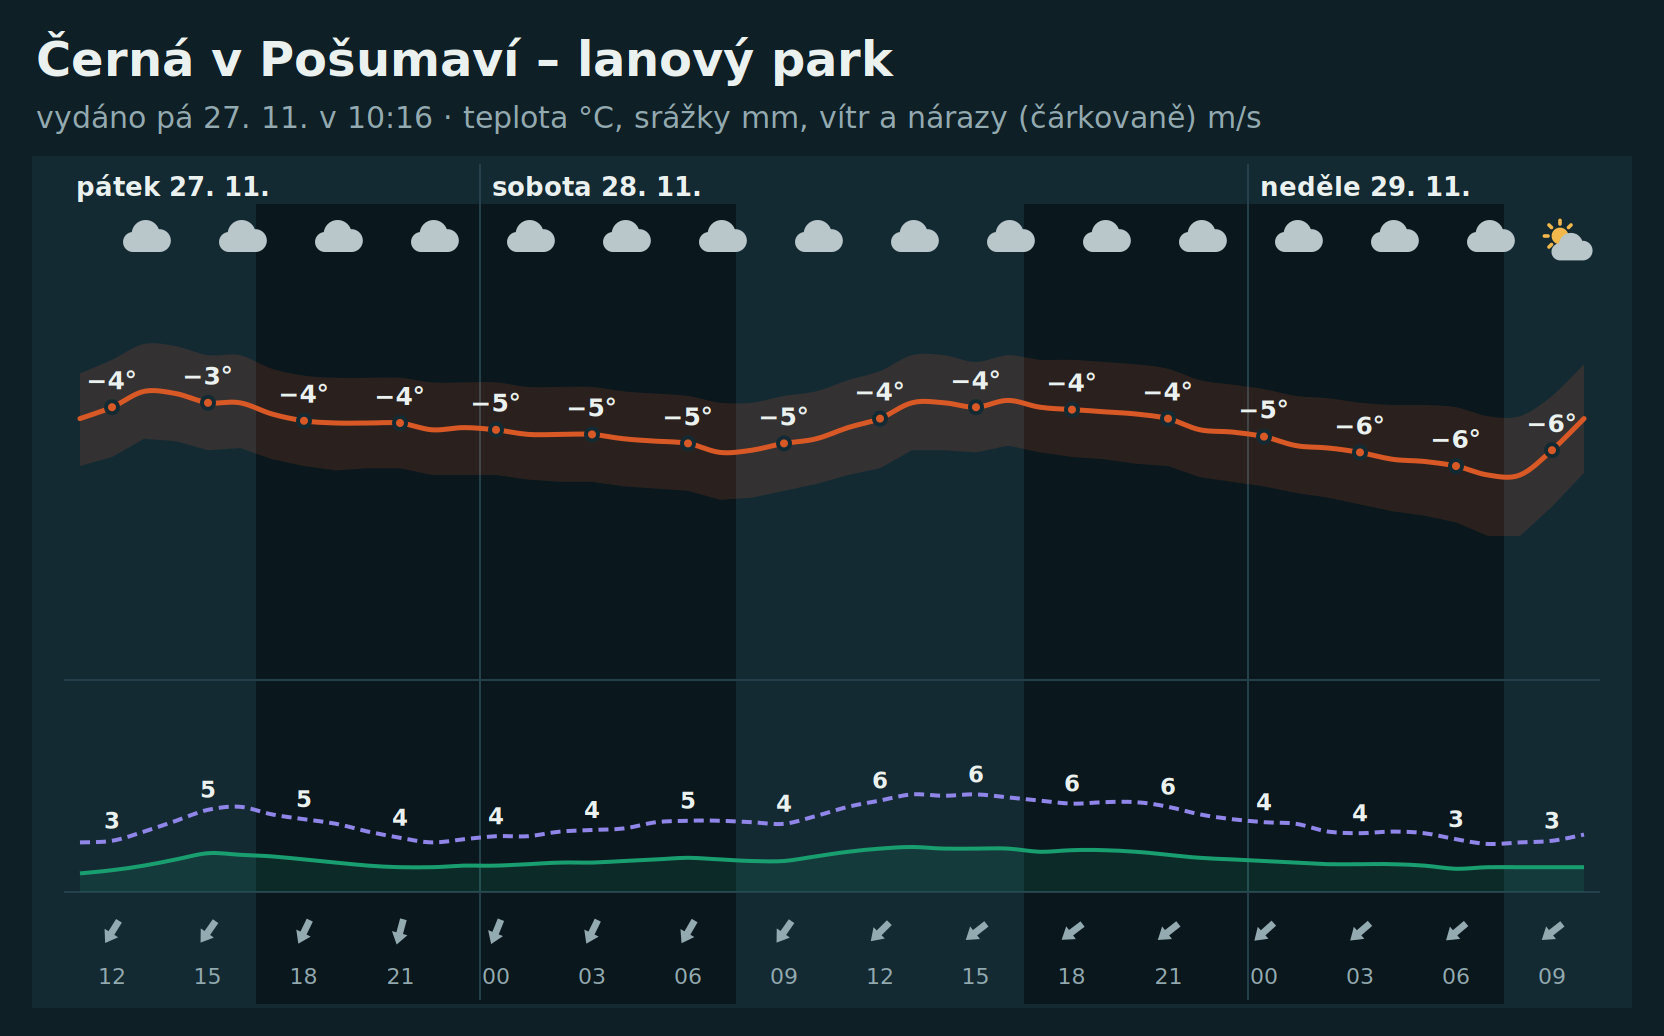 Černá v Pošumaví – lanový park
vydáno pá 27. 11. v 10:16 · teplota °C, srážky mm, vítr a nárazy (čárkovaně) m/s
pátek 27. 11. sobota 28. 11. neděle 29. 11.
−4° −3° −4° −4° −5° −5° −5° −5° −4° −4° −4° −4° −5° −6° −6° −6°
3 5 5 4 4 4 5 4 6 6 6 6 4 4 3 3
12 15 18 21 00 03 06 09 12 15 18 21 00 03 06 09